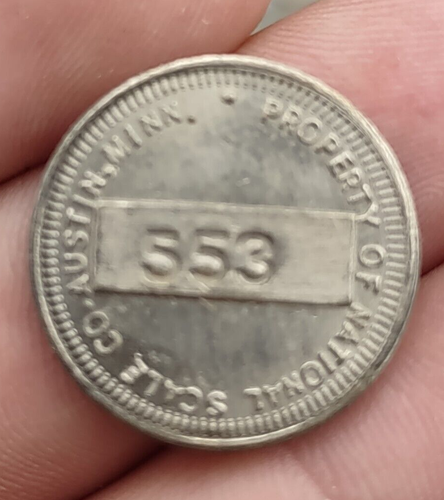 • PROPERTY OF NATIONAL SCALE CO. AUSTIN, MINN.
553